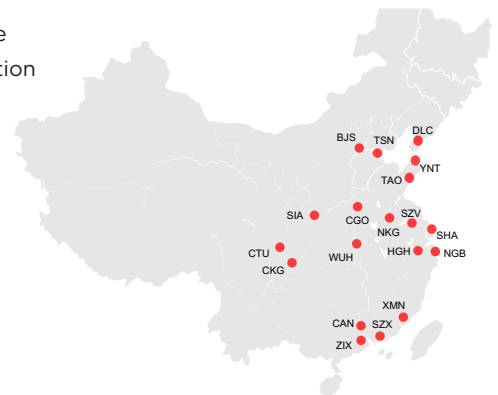 e
tion
DLC
BJS
TSN
YNT
TAO
SIA
CGO
SZV
NKG
SHA
CTU
WUH
HGH
NGB
CKG
XMN
CAN
SZX
ZIX